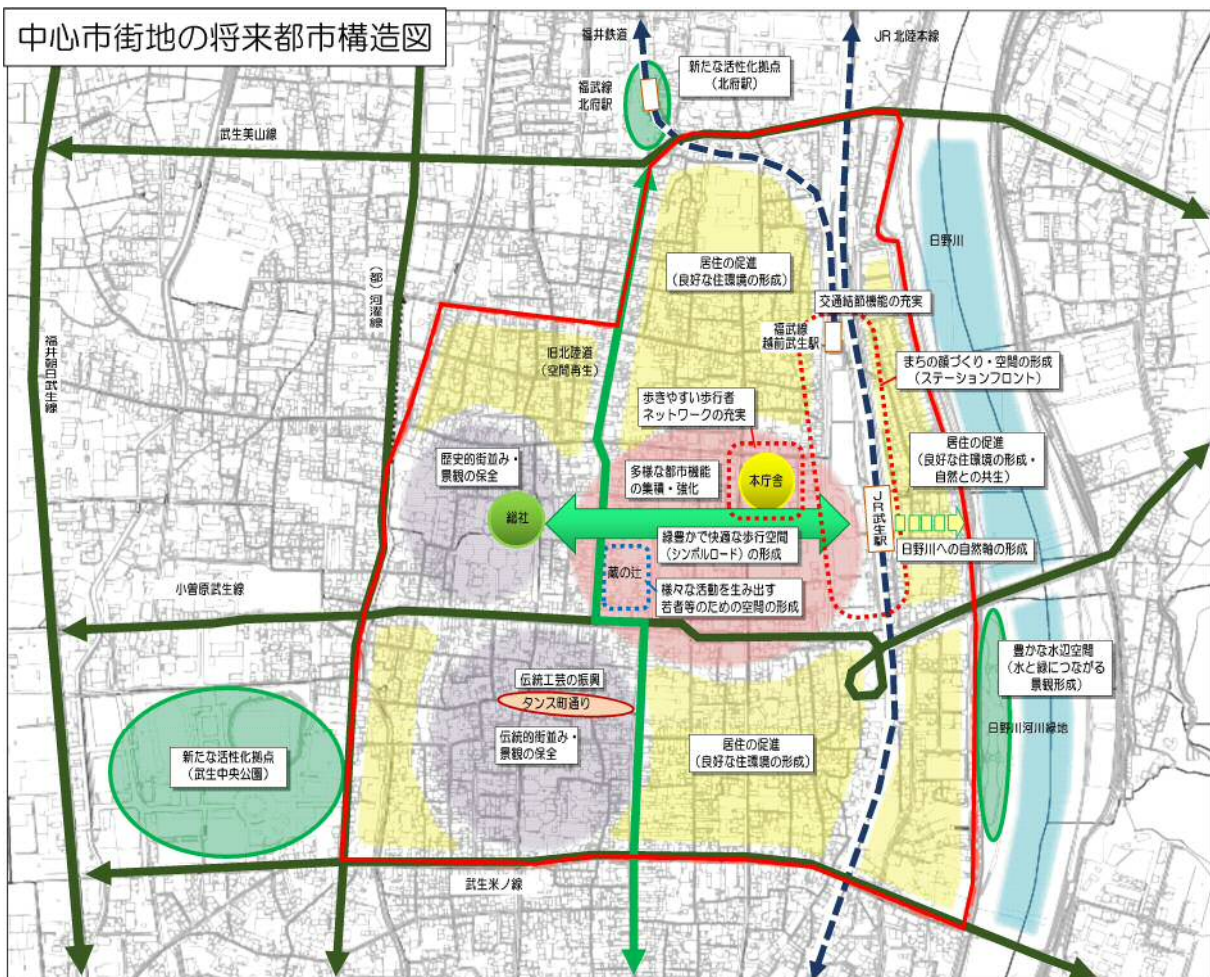 中心市街地の将来都市構造図
福井鉄道
JR北陸本線
新たな活性化拠点
(北府駅)
福武線
北府駅
武生美山線
日野川
(都)河濯線
居住の促進
(良好な住環境の形成)
交通結節機能の充実
福武線
越前武生駅
福井朝日武生線
旧北陸道
(空間再生)
まちの顔づくり・空間の形成
(ステーションフロント)
歩きやすい歩行者
ネットワークの充実
居住の促進
(良好な住環境の形成・
自然との共生)
歴史的街並み・
景観の保全
多様な都市機能
の集積・強化
本庁舎
総社
JR武生駅
緑豊かで快適な歩行空間
(シンボルロード)の形成
日野川への自然軸の形成
蔵の辻
小曽原武生線
様々な活動を生み出す
若者等のための空間の形成
豊かな水辺空間
(水と緑につながる
景観形成)
伝統工芸の振興
タンス町通り
日野川河川緑地
伝統的街並み・
景観の保全
居住の促進
(良好な住環境の形成)
新たな活性化拠点
(武生中央公園)
武生米ノ線